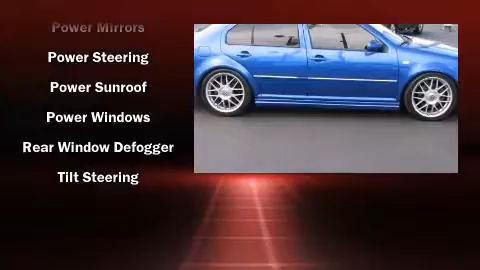 Power Mirrors
Power Steering
Power Sunroof
Power Windows
Rear Window Defogger
Tilt Steering